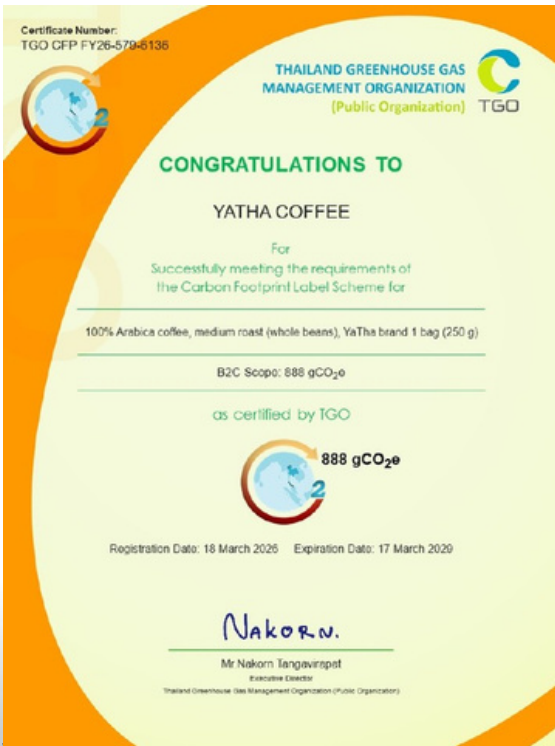 Certificate Number:
TGO CFP FY26-579-6136
THAILAND GREENHOUSE GAS
MANAGEMENT ORGANIZATION
(Public Organization)
TGO
2
CONGRATULATIONS TO
YATHA COFFEE
For
Successfully meeting the requirements of
the Carbon Footprint Label Scheme for
100% Arabica coffee, medium roast (whole beans), YaTha brand 1 bag (250 g)
B2C Scope: 888 gCO₂e
as certified by TGO
888 gCO₂e
2
Registration Date: 18 March 2026 Expiration Date: 17 March 2029
NAKORN.
Mr.Nakorn Tangavirapat
Executive Director
Thailand Greenhouse Gas Management Organization (Public Organization)